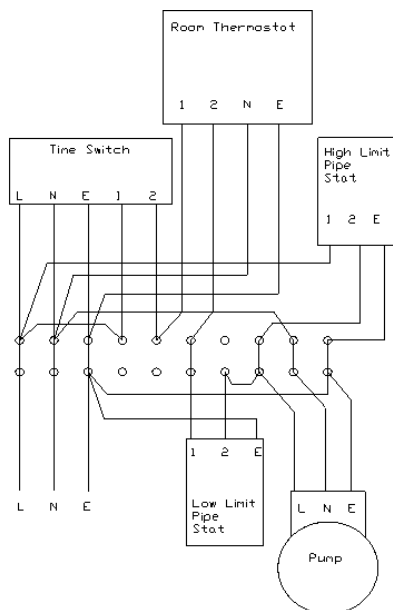 Room Thermostat
1 2 N E
Time Switch
L N E 1 2
High Limit
Pipe
Stat
1 2 E
1 2 E
Low Limit
Pipe
Stat
L N E
L N E
Pump